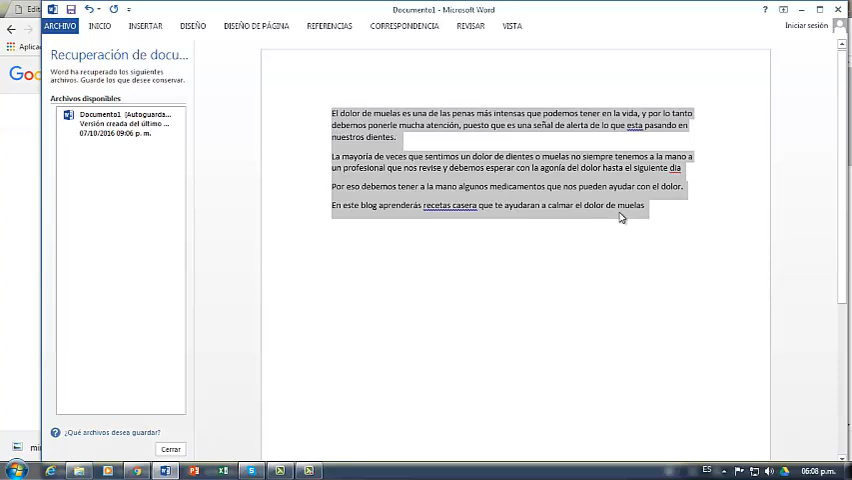 Edit
Documento1 - Microsoft Word
ARCHIVO INICIO INSERTAR DISEÑO DISEÑO DE PÁGINA REFERENCIAS CORRESPONDENCIA REVISAR VISTA
Iniciar sesión
Aplicac
Goo
Recuperación de docu...
Word ha recuperado los siguientes
archivos. Guarde los que desee conservar.
Archivos disponibles
Documento1 [Autoguarda...
Versión creada del último ...
07/10/2016 09:06 p. m.
El dolor de muelas es una de las penas más intensas que podemos tener en la vida, y por lo tanto
debemos ponerle mucha atención, puesto que es una señal de alerta de lo que esta pasando en
nuestros dientes.
La mayoría de veces que sentimos un dolor de dientes o muelas no siempre tenemos a la mano a
un profesional que nos revise y debemos esperar con la agonía del dolor hasta el siguiente dia
Por eso debemos tener a la mano algunos medicamentos que nos pueden ayudar con el dolor.
En este blog aprenderás recetas casera que te ayudaran a calmar el dolor de muelas
¿Qué archivos desea guardar?
Cerrar
ES
06:08 p.m.